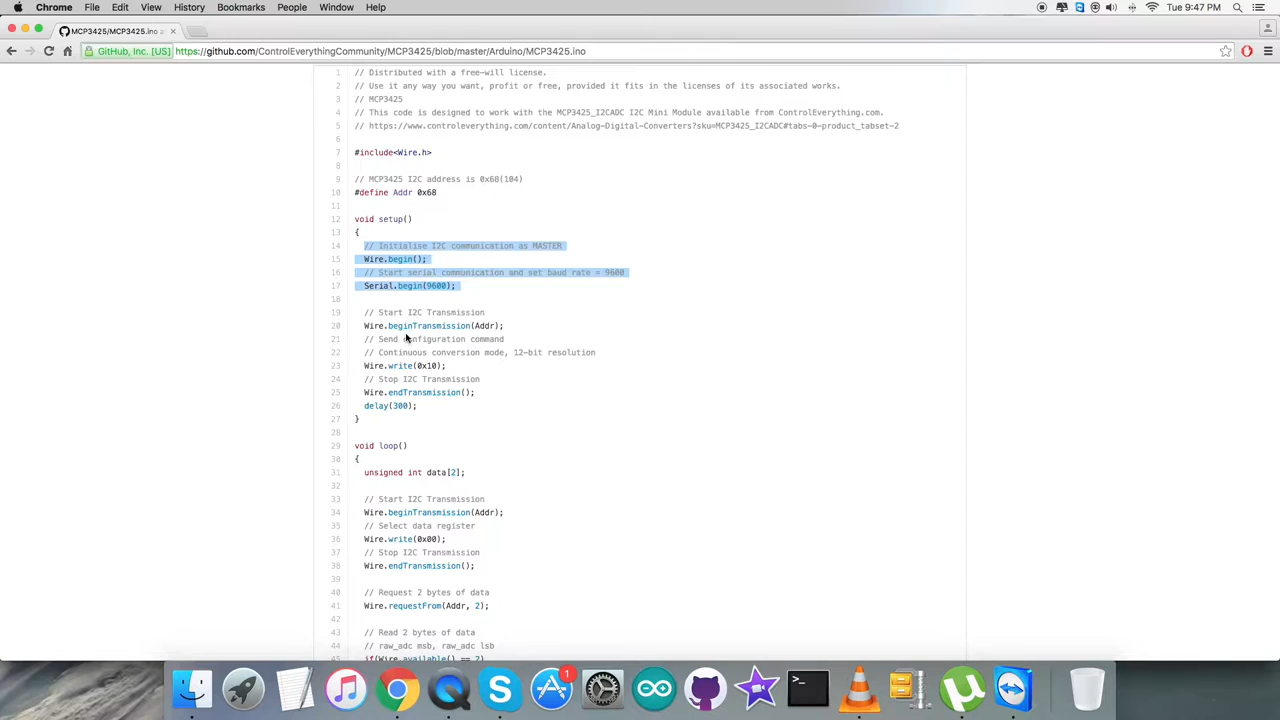 Chrome File Edit View History Bookmarks People Window Help Tue 9:47 PM
MCP3425/MCP3425.ino a
GitHub, Inc. [US] https://github.com/ControlEverythingCommunity/MCP3425/blob/master/Arduino/MCP3425.ino
1 // Distributed with a free-will license.
2 // Use it any way you want, profit or free, provided it fits in the licenses of its associated works.
3 // MCP3425
4 // This code is designed to work with the MCP3425_I2CADC I2C Mini Module available from ControlEverything.com.
5 // https://www.controleverything.com/content/Analog-Digital-Converters?sku=MCP3425_I2CADC#tabs-0-product_tabset-2
6
7 #include<Wire.h>
8
9 // MCP3425 I2C address is 0x68(104)
10 #define Addr 0x68
11
12 void setup()
13 {
14 // Initialise I2C communication as MASTER
15 Wire.begin();
16 // Start serial communication and set baud rate = 9600
17 Serial.begin(9600);
18
19 // Start I2C Transmission
20 Wire.beginTransmission(Addr);
21 // Send configuration command
22 // Continuous conversion mode, 12-bit resolution
23 Wire.write(0x10);
24 // Stop I2C Transmission
25 Wire.endTransmission();
26 delay(300);
27 }
28
29 void loop()
30 {
31 unsigned int data[2];
32
33 // Start I2C Transmission
34 Wire.beginTransmission(Addr);
35 // Select data register
36 Wire.write(0x00);
37 // Stop I2C Transmission
38 Wire.endTransmission();
39
40 // Request 2 bytes of data
41 Wire.requestFrom(Addr, 2);
42
43 // Read 2 bytes of data
44 // raw_adc msb, raw_adc lsb
45 if(Wire.available() == 2)
1